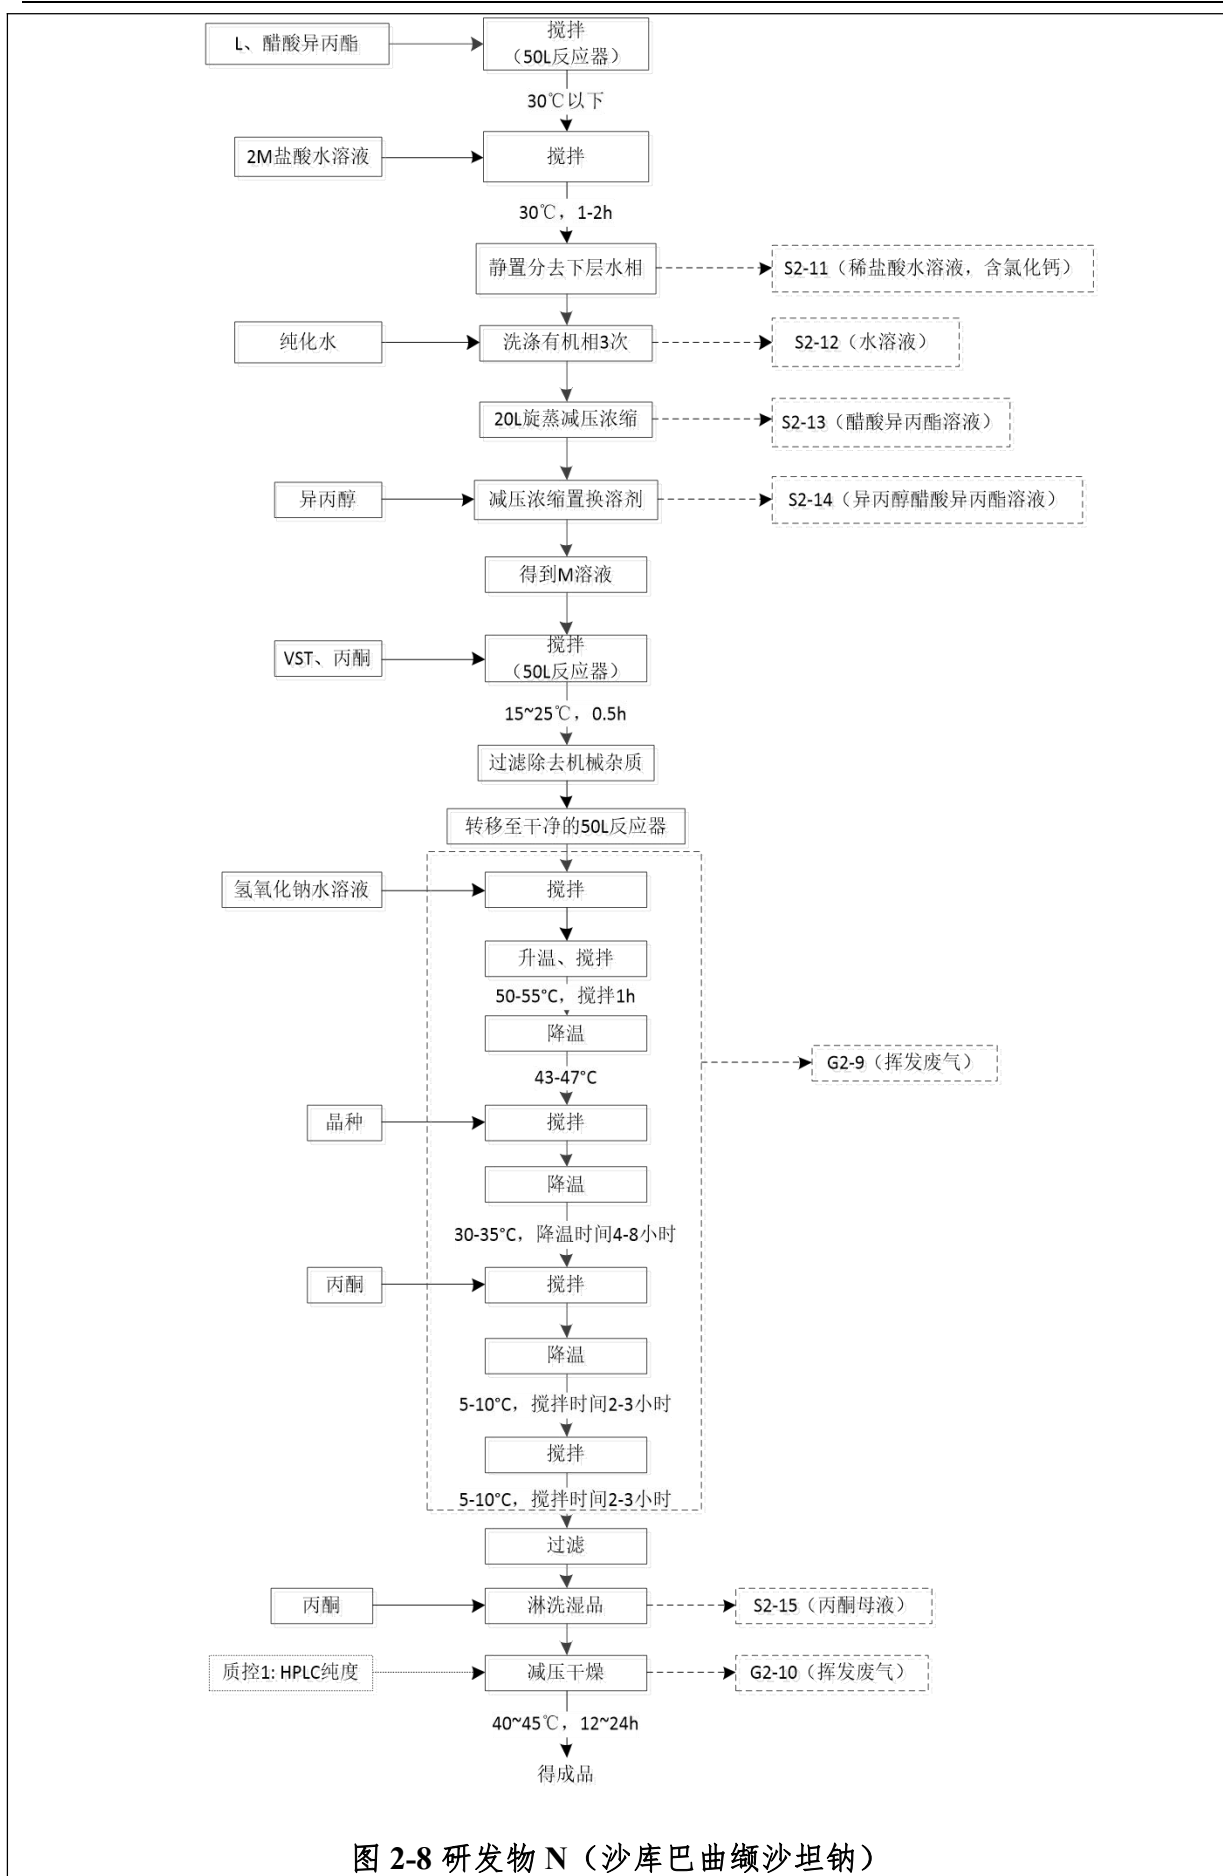 搅拌
（50L反应器）
L、醋酸异丙酯
30℃以下
2M盐酸水溶液
搅拌
30℃，1-2h
静置分去下层水相
S2-11（稀盐酸水溶液，含氯化钙）
纯化水
洗涤有机相3次
S2-12（水溶液）
20L旋蒸减压浓缩
S2-13（醋酸异丙酯溶液）
异丙醇
减压浓缩置换溶剂
S2-14（异丙醇醋酸异丙酯溶液）
得到M溶液
VST、丙酮
搅拌
（50L反应器）
15~25℃，0.5h
过滤除去机械杂质
转移至干净的50L反应器
氢氧化钠水溶液
搅拌
升温、搅拌
50-55°C，搅拌1h
降温
G2-9（挥发废气）
43-47°C
晶种
搅拌
降温
30-35°C，降温时间4-8小时
丙酮
搅拌
降温
5-10°C，搅拌时间2-3小时
搅拌
5-10°C，搅拌时间2-3小时
过滤
丙酮
淋洗湿品
S2-15（丙酮母液）
质控1: HPLC纯度
减压干燥
G2-10（挥发废气）
40~45℃，12~24h
得成品
图 2-8 研发物 N（沙库巴曲缬沙坦钠）